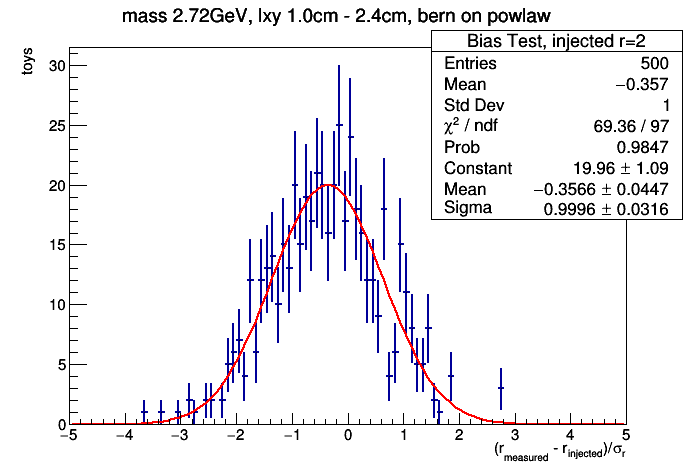 mass 2.72GeV, lxy 1.0cm - 2.4cm, bern on powlaw
Bias Test, injected r=2
Entries 500
Mean −0.357
Std Dev 1
χ² / ndf 69.36 / 97
Prob 0.9847
Constant 19.96 ± 1.09
Mean −0.3566 ± 0.0447
Sigma 0.9996 ± 0.0316
toys
30
25
20
15
10
5
0
−5 −4 −3 −2 −1 0 1 2 3 4 5
(r_measured - r_injected)/σ_r